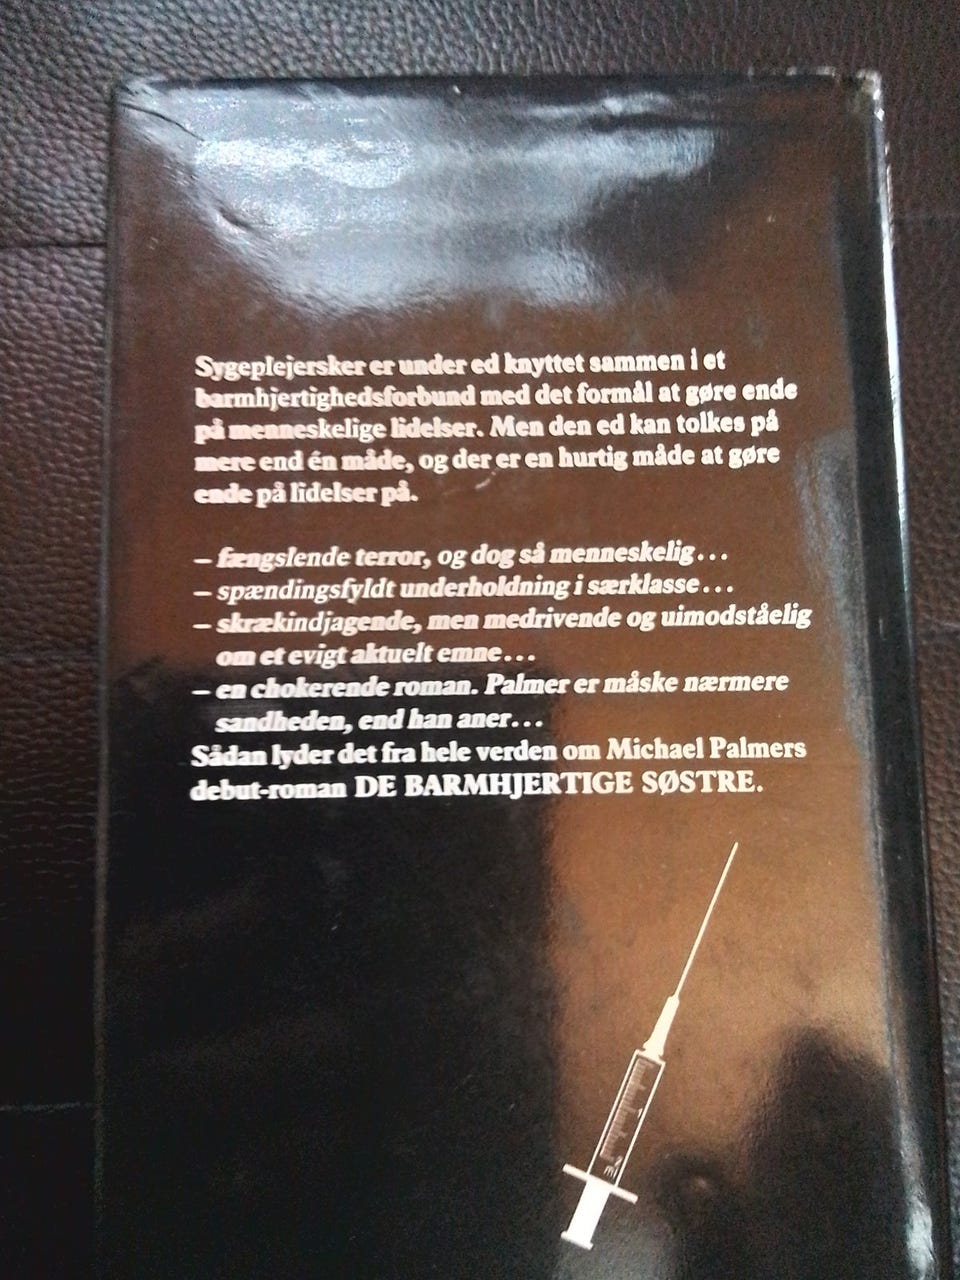 Sygeplejersker er under ed knyttet sammen i et
barmhjertighedsforbund med det formål at gøre ende
på menneskelige lidelser. Men den ed kan tolkes på
mere end én måde, og der er en hurtig måde at gøre
ende på lidelser på.
– fængslende terror, og dog så menneskelig...
– spændingsfyldt underholdning i særklasse...
– skrækindjagende, men medrivende og uimodståelig
om et evigt aktuelt emne...
– en chokerende roman. Palmer er måske nærmere
sandheden, end han aner...
Sådan lyder det fra hele verden om Michael Palmers
debut-roman DE BARMHJERTIGE SØSTRE.